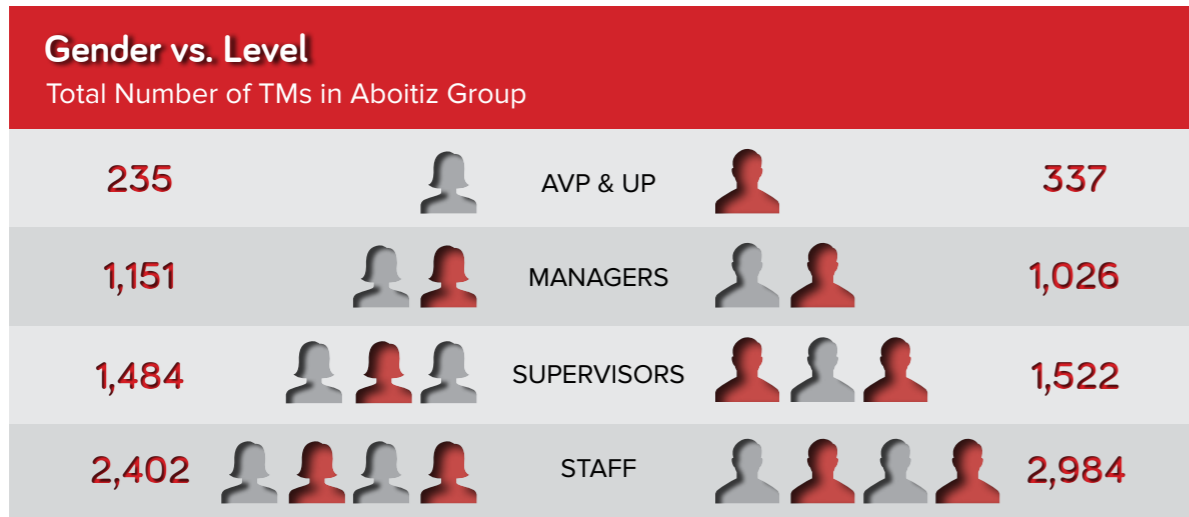 Gender vs. Level
Total Number of TMs in Aboitiz Group
235 AVP & UP 337
1,151 MANAGERS 1,026
1,484 SUPERVISORS 1,522
2,402 STAFF 2,984